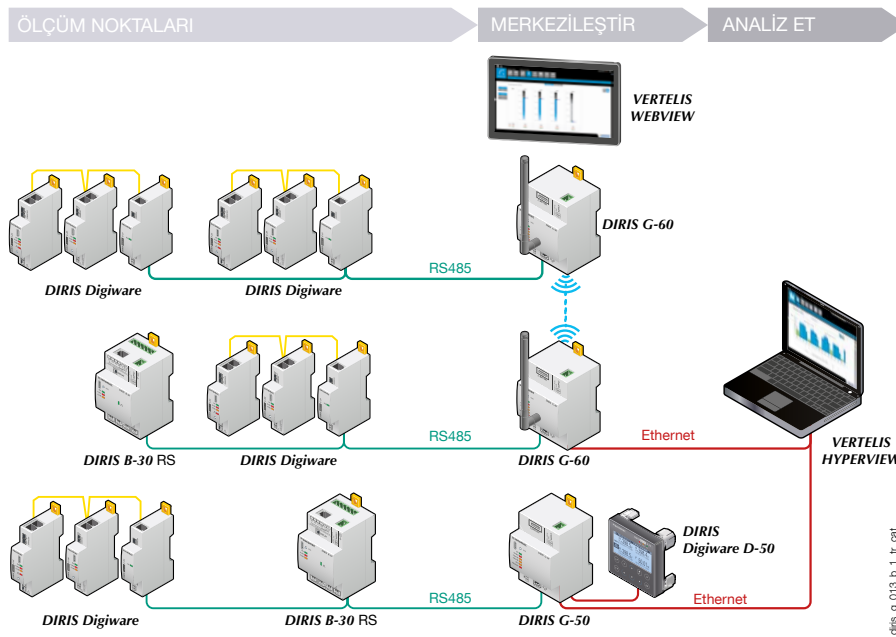 ÖLÇÜM NOKTALARI
MERKEZİLEŞTİR
ANALİZ ET
VERTELIS
WEBVIEW
DIRIS G-60
RS485
DIRIS Digiware
DIRIS Digiware
RS485
Ethernet
DIRIS B-30 RS
DIRIS Digiware
DIRIS G-60
VERTELIS
HYPERVIEW
DIRIS
Digiware D-50
RS485
Ethernet
DIRIS Digiware
DIRIS B-30 RS
DIRIS G-50
diris_g_013_b_1_tr_cat